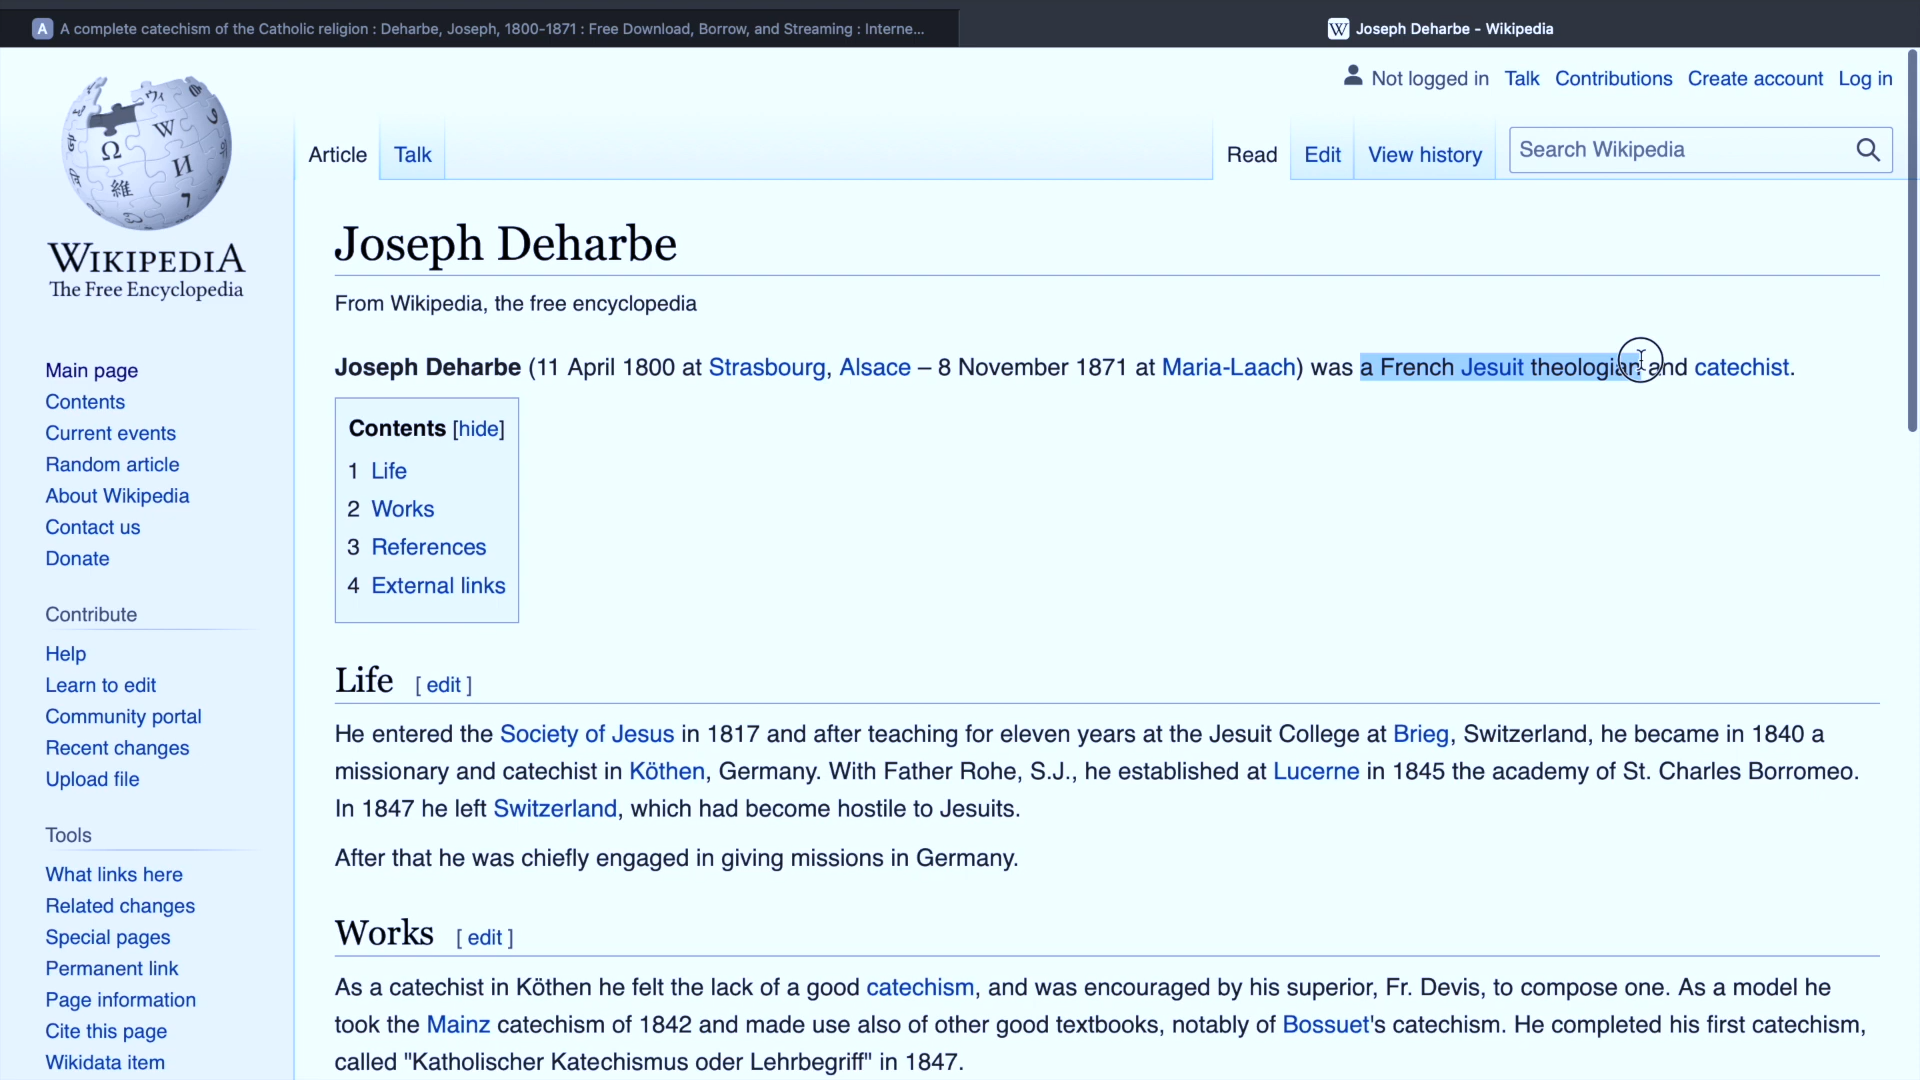 A complete catechism of the Catholic religion : Deharbe, Joseph, 1800-1871 : Free Download, Borrow, and Streaming : Interne...
Joseph Deharbe - Wikipedia
Not logged in Talk Contributions Create account Log in
Article Talk Read Edit View history Search Wikipedia
WIKIPEDIA
The Free Encyclopedia
Main page
Contents
Current events
Random article
About Wikipedia
Contact us
Donate
Contribute
Help
Learn to edit
Community portal
Recent changes
Upload file
Tools
What links here
Related changes
Special pages
Permanent link
Page information
Cite this page
Wikidata item
Joseph Deharbe
From Wikipedia, the free encyclopedia
Joseph Deharbe (11 April 1800 at Strasbourg, Alsace – 8 November 1871 at Maria-Laach) was a French Jesuit theologian and catechist.
Contents [hide]
1 Life
2 Works
3 References
4 External links
Life [ edit ]
He entered the Society of Jesus in 1817 and after teaching for eleven years at the Jesuit College at Brieg, Switzerland, he became in 1840 a
missionary and catechist in Köthen, Germany. With Father Rohe, S.J., he established at Lucerne in 1845 the academy of St. Charles Borromeo.
In 1847 he left Switzerland, which had become hostile to Jesuits.
After that he was chiefly engaged in giving missions in Germany.
Works [ edit ]
As a catechist in Köthen he felt the lack of a good catechism, and was encouraged by his superior, Fr. Devis, to compose one. As a model he
took the Mainz catechism of 1842 and made use also of other good textbooks, notably of Bossuet's catechism. He completed his first catechism,
called "Katholischer Katechismus oder Lehrbegriff" in 1847.